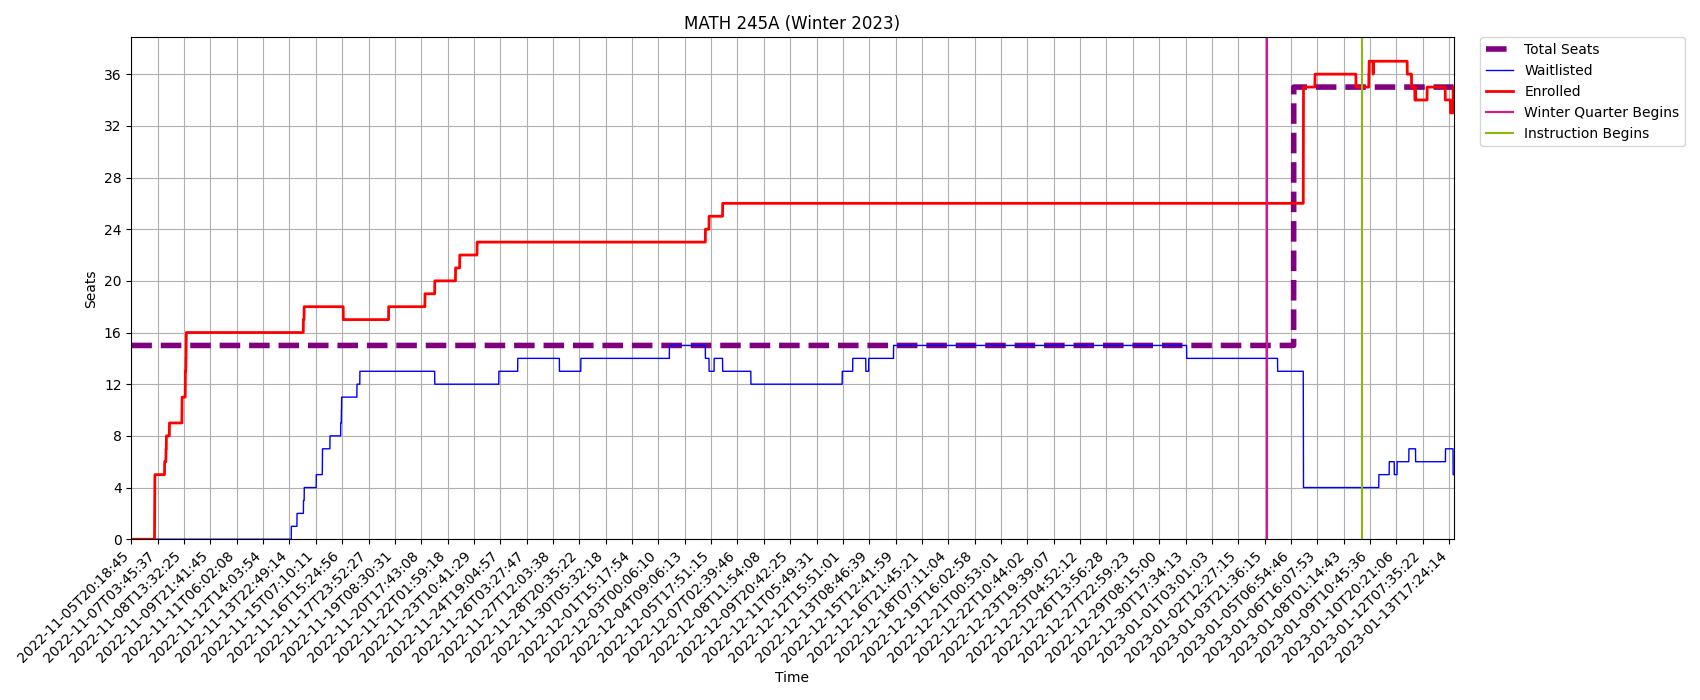 MATH 245A (Winter 2023)
Total Seats
Waitlisted
Enrolled
Winter Quarter Begins
Instruction Begins
Seats
36
32
28
24
20
16
12
8
4
0
2022-11-05T20:18:45
2022-11-07T03:45:37
2022-11-08T13:32:25
2022-11-09T21:41:45
2022-11-11T06:02:08
2022-11-12T14:03:54
2022-11-13T22:49:14
2022-11-15T07:10:11
2022-11-16T15:24:56
2022-11-17T23:52:27
2022-11-19T08:30:31
2022-11-20T17:43:08
2022-11-22T01:59:18
2022-11-23T10:41:29
2022-11-24T19:04:57
2022-11-26T03:27:47
2022-11-27T12:03:38
2022-11-28T20:35:22
2022-11-30T05:32:18
2022-12-01T15:17:54
2022-12-03T00:06:10
2022-12-04T09:06:13
2022-12-05T17:51:15
2022-12-07T02:39:46
2022-12-08T11:54:08
2022-12-09T20:42:25
2022-12-11T05:49:31
2022-12-12T15:51:01
2022-12-13T08:46:39
2022-12-15T12:41:59
2022-12-16T21:45:21
2022-12-18T07:11:04
2022-12-19T16:02:58
2022-12-21T00:53:01
2022-12-22T10:44:02
2022-12-23T19:39:07
2022-12-25T04:52:12
2022-12-26T13:56:28
2022-12-27T22:59:23
2022-12-29T08:15:00
2022-12-30T17:34:13
2023-01-01T03:01:03
2023-01-02T12:27:15
2023-01-03T21:36:15
2023-01-05T06:54:46
2023-01-06T16:07:53
2023-01-08T01:14:43
2023-01-09T10:45:36
2023-01-10T20:21:06
2023-01-12T07:35:22
2023-01-13T17:24:14
Time